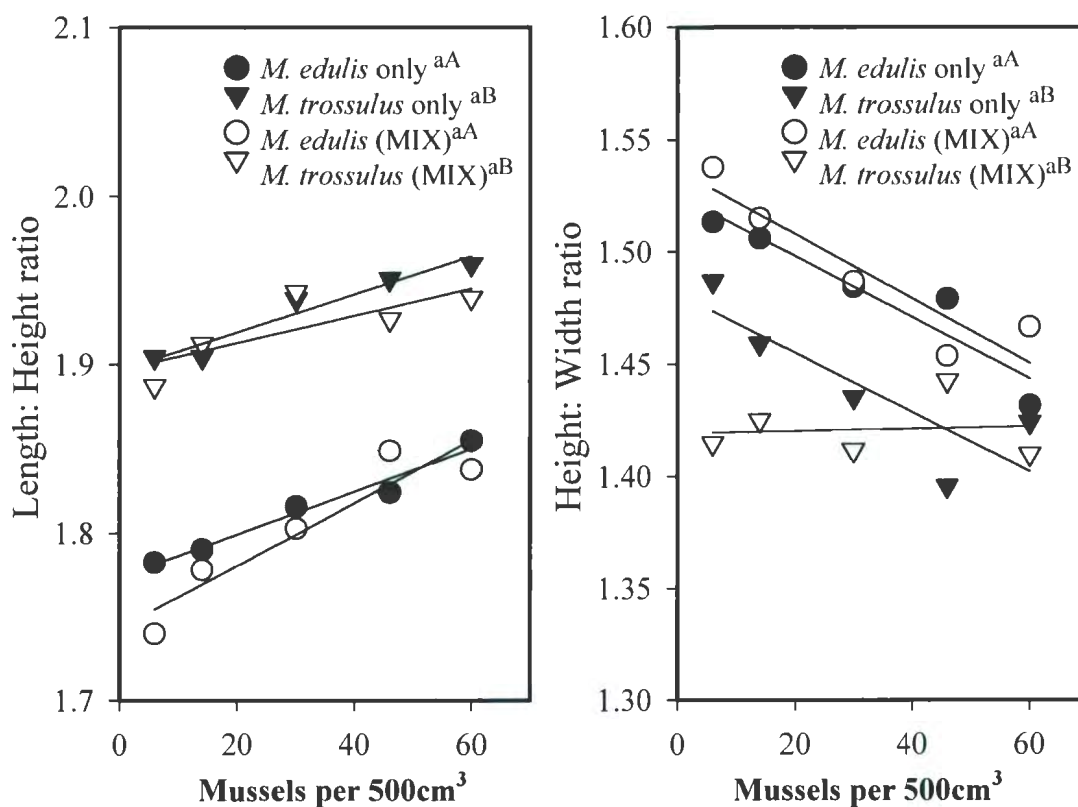 Length: Height ratio
2.1
2.0
1.9
1.8
1.7
M. edulis only aA
M. trossulus only aB
M. edulis (MIX)aA
M. trossulus (MIX)aB
0 20 40 60
Mussels per 500cm3
Height: Width ratio
1.60
1.55
1.50
1.45
1.40
1.35
1.30
M. edulis only aA
M. trossulus only aB
M. edulis (MIX)aA
M. trossulus (MIX)aB
0 20 40 60
Mussels per 500cm3